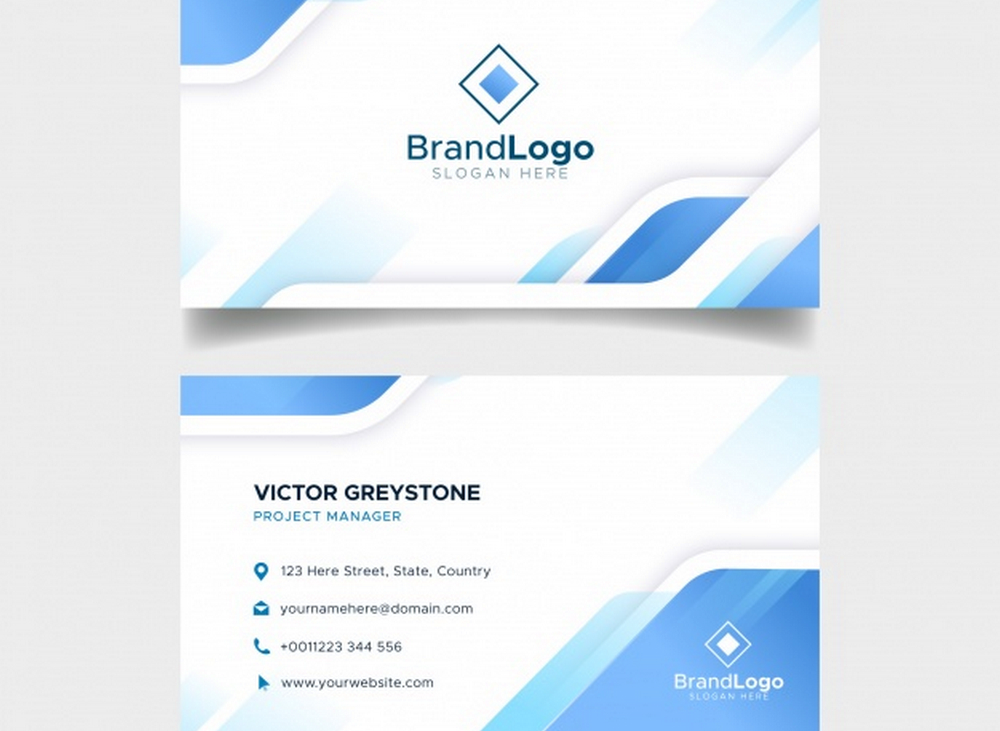 BrandLogo
SLOGAN HERE
VICTOR GREYSTONE
PROJECT MANAGER
123 Here Street, State, Country
yournamehere@domain.com
+0011223 344 556
www.yourwebsite.com
BrandLogo
SLOGAN HERE